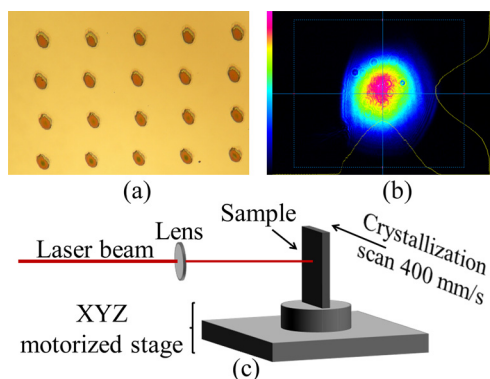 (a)
(b)
Sample
Lens
Laser beam
Crystallization
scan 400 mm/s
XYZ
motorized stage
(c)